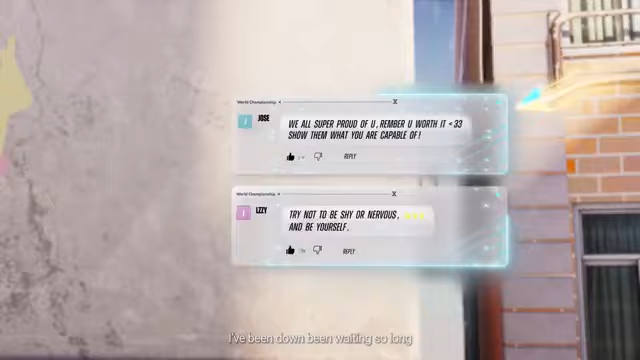 World Championship
X
J
JOSE
WE ALL SUPER PROUD OF U , REMBER U WORTH IT <33
SHOW THEM WHAT YOU ARE CAPABLE OF !
REPLY
World Championship
X
I
IZZY
TRY NOT TO BE SHY OR NERVOUS ,
AND BE YOURSELF .
REPLY
I've been down been waiting so long